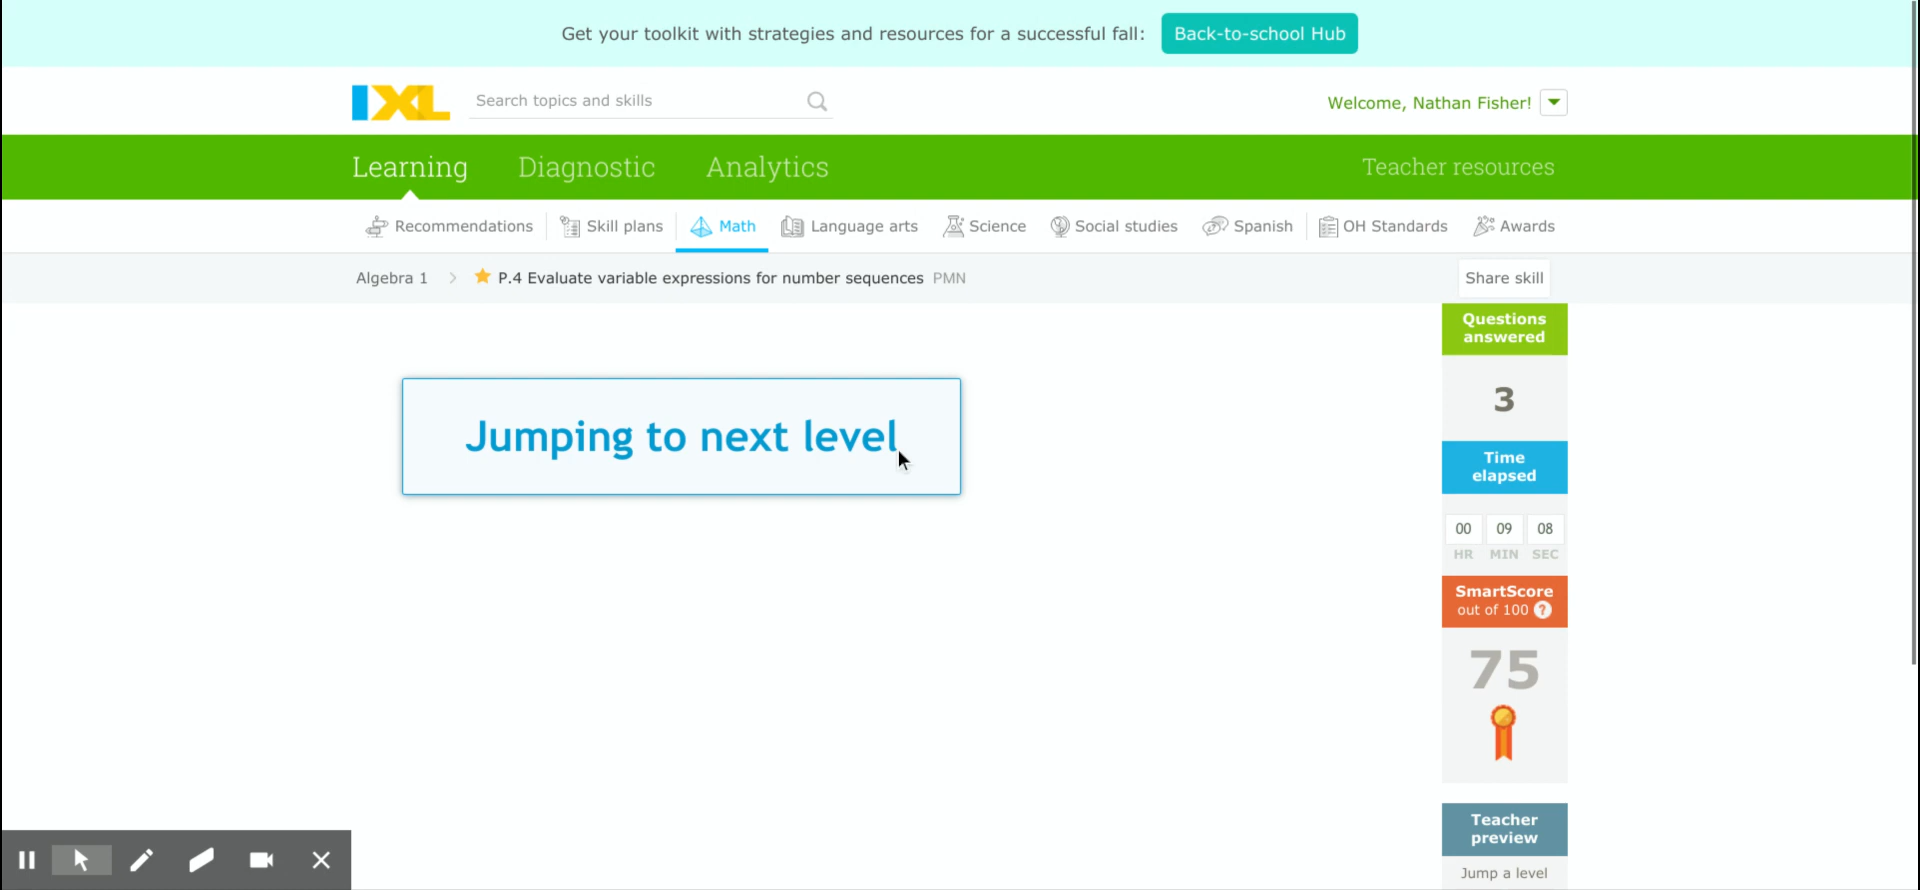 Get your toolkit with strategies and resources for a successful fall: Back-to-school Hub
IXL Search topics and skills Welcome, Nathan Fisher!
Learning Diagnostic Analytics Teacher resources
Recommendations Skill plans Math Language arts Science Social studies Spanish OH Standards Awards
Algebra 1 > P.4 Evaluate variable expressions for number sequences PMN Share skill
Questions
answered
3
Jumping to next level
Time
elapsed
00 09 08
HR MIN SEC
SmartScore
out of 100 ?
75
Teacher
preview
Jump a level